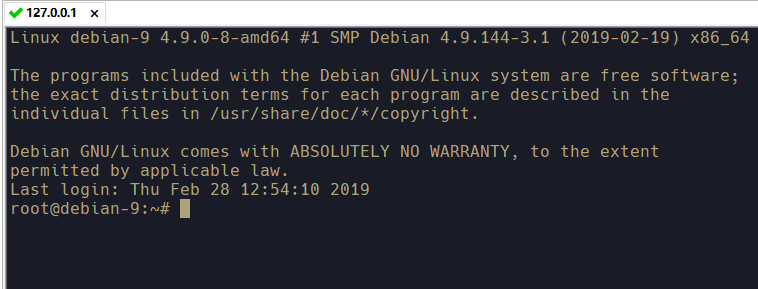 127.0.0.1
Linux debian-9 4.9.0-8-amd64 #1 SMP Debian 4.9.144-3.1 (2019-02-19) x86_64
The programs included with the Debian GNU/Linux system are free software;
the exact distribution terms for each program are described in the
individual files in /usr/share/doc/*/copyright.
Debian GNU/Linux comes with ABSOLUTELY NO WARRANTY, to the extent
permitted by applicable law.
Last login: Thu Feb 28 12:54:10 2019
root@debian-9:~#